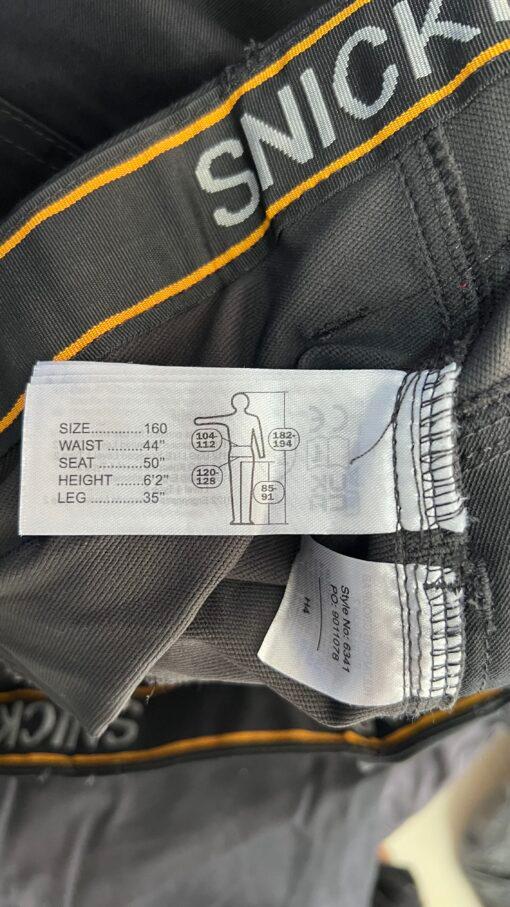 SNICK
SIZE.............160
WAIST .........44"
SEAT ............50"
HEIGHT ......6'2"
LEG ..............35"
104-
112
182-
194
120-
128
85-
91
Style No: 6341
PO: 9011078
H4
SNICK